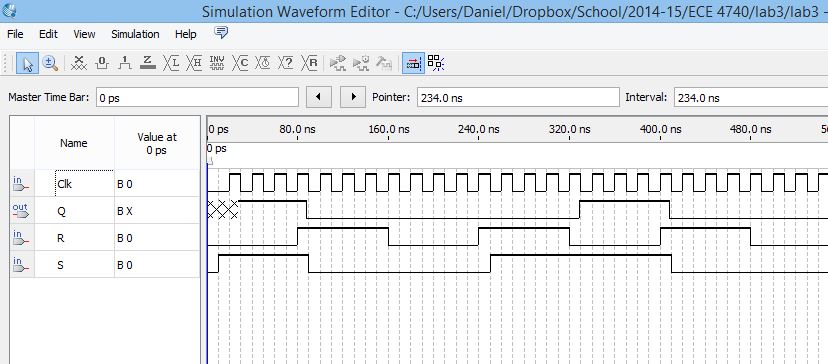 Simulation Waveform Editor - C:/Users/Daniel/Dropbox/School/2014-15/ECE 4740/lab3/lab3 -
File Edit View Simulation Help
Master Time Bar: 0 ps Pointer: 234.0 ns Interval: 234.0 ns
Name Value at 0 ps
0 ps 80.0 ns 160.0 ns 240.0 ns 320.0 ns 400.0 ns 480.0 ns
0 ps
in Clk B 0
out Q B X
in R B 0
in S B 0